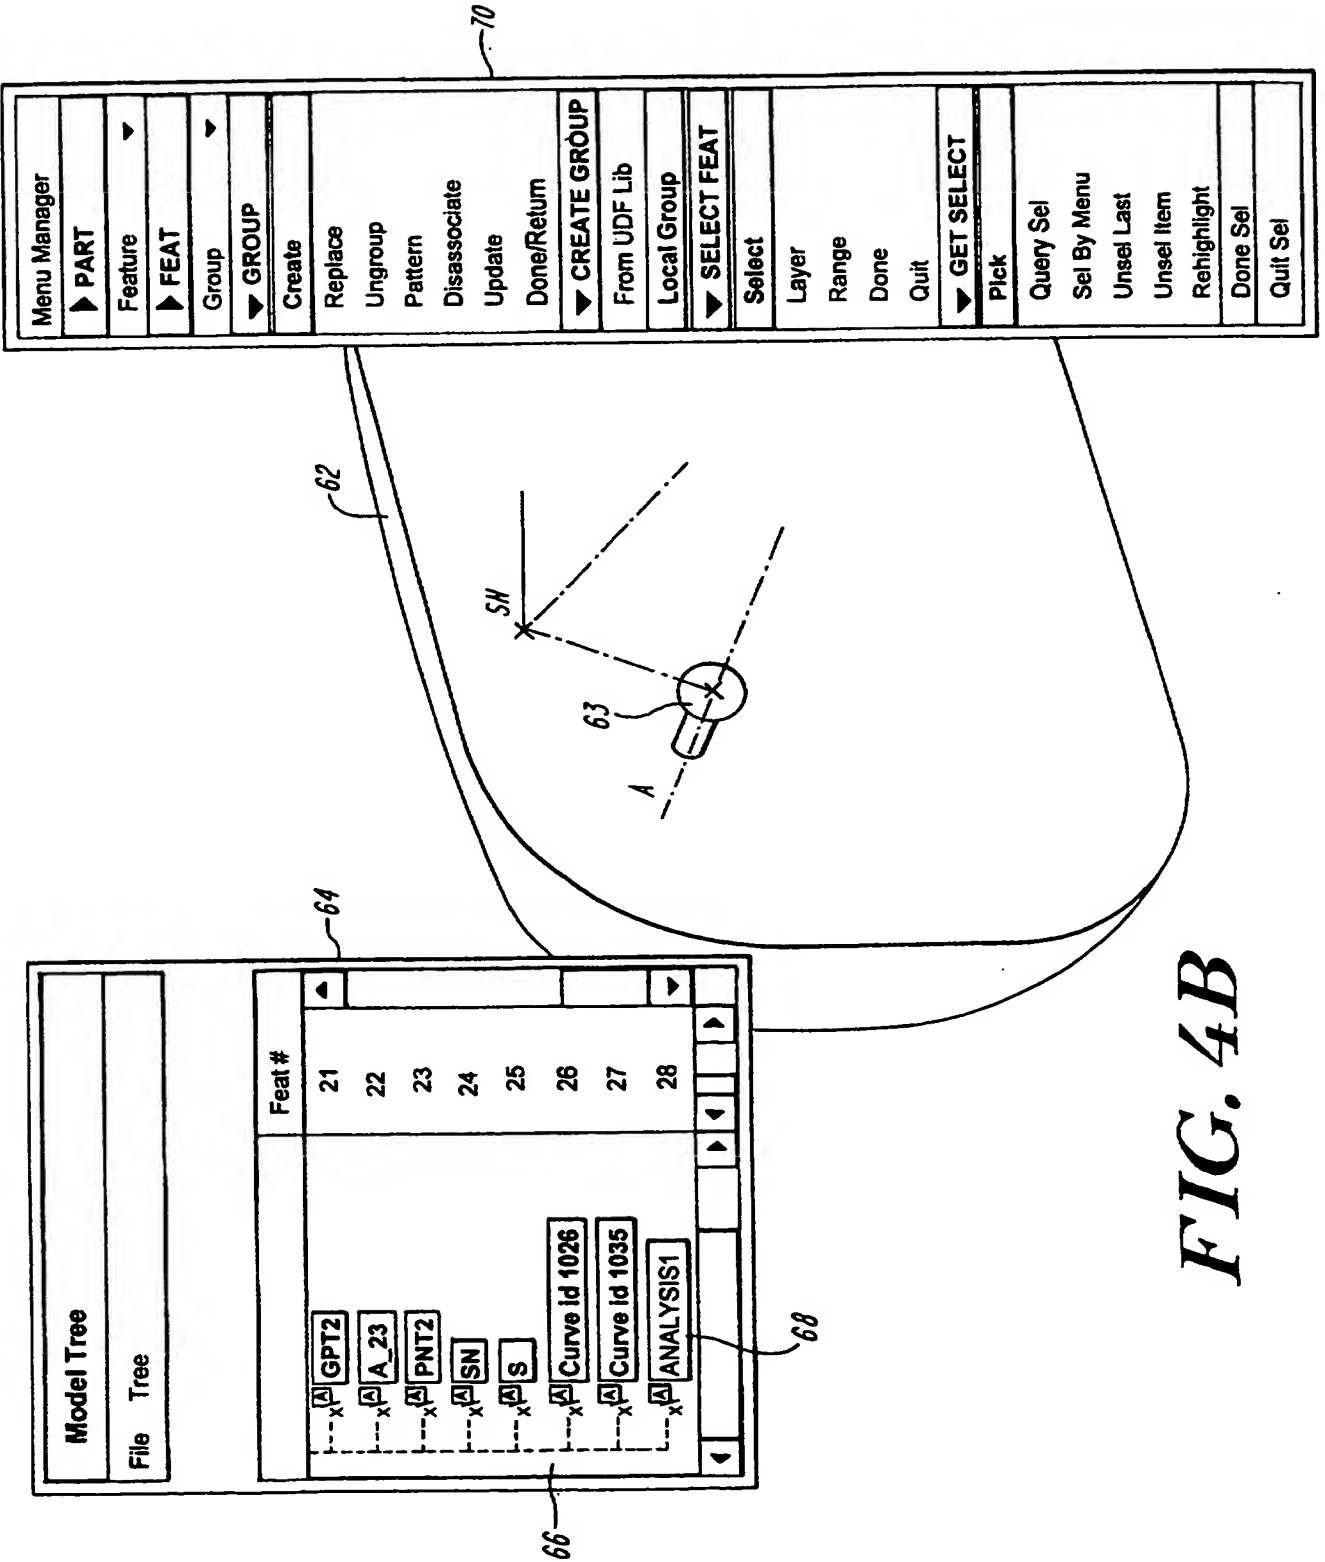 Model Tree
File Tree
Feat #
A GPT2 21
A A_23 22
A PNT2 23
A SN 24
A S 25
A Curve id 1026 26
A Curve id 1035 27
A ANALYSIS1 28
64
66
68
62
63
SN
A
70
Menu Manager
PART
Feature
FEAT
Group
GROUP
Create
Replace
Ungroup
Pattern
Disassociate
Update
Done/Return
CREATE GROUP
From UDF Lib
Local Group
SELECT FEAT
Select
Layer
Range
Done
Quit
GET SELECT
Pick
Query Sel
Sel By Menu
Unsel Last
Unsel Item
Rehighlight
Done Sel
Quit Sel
FIG. 4B